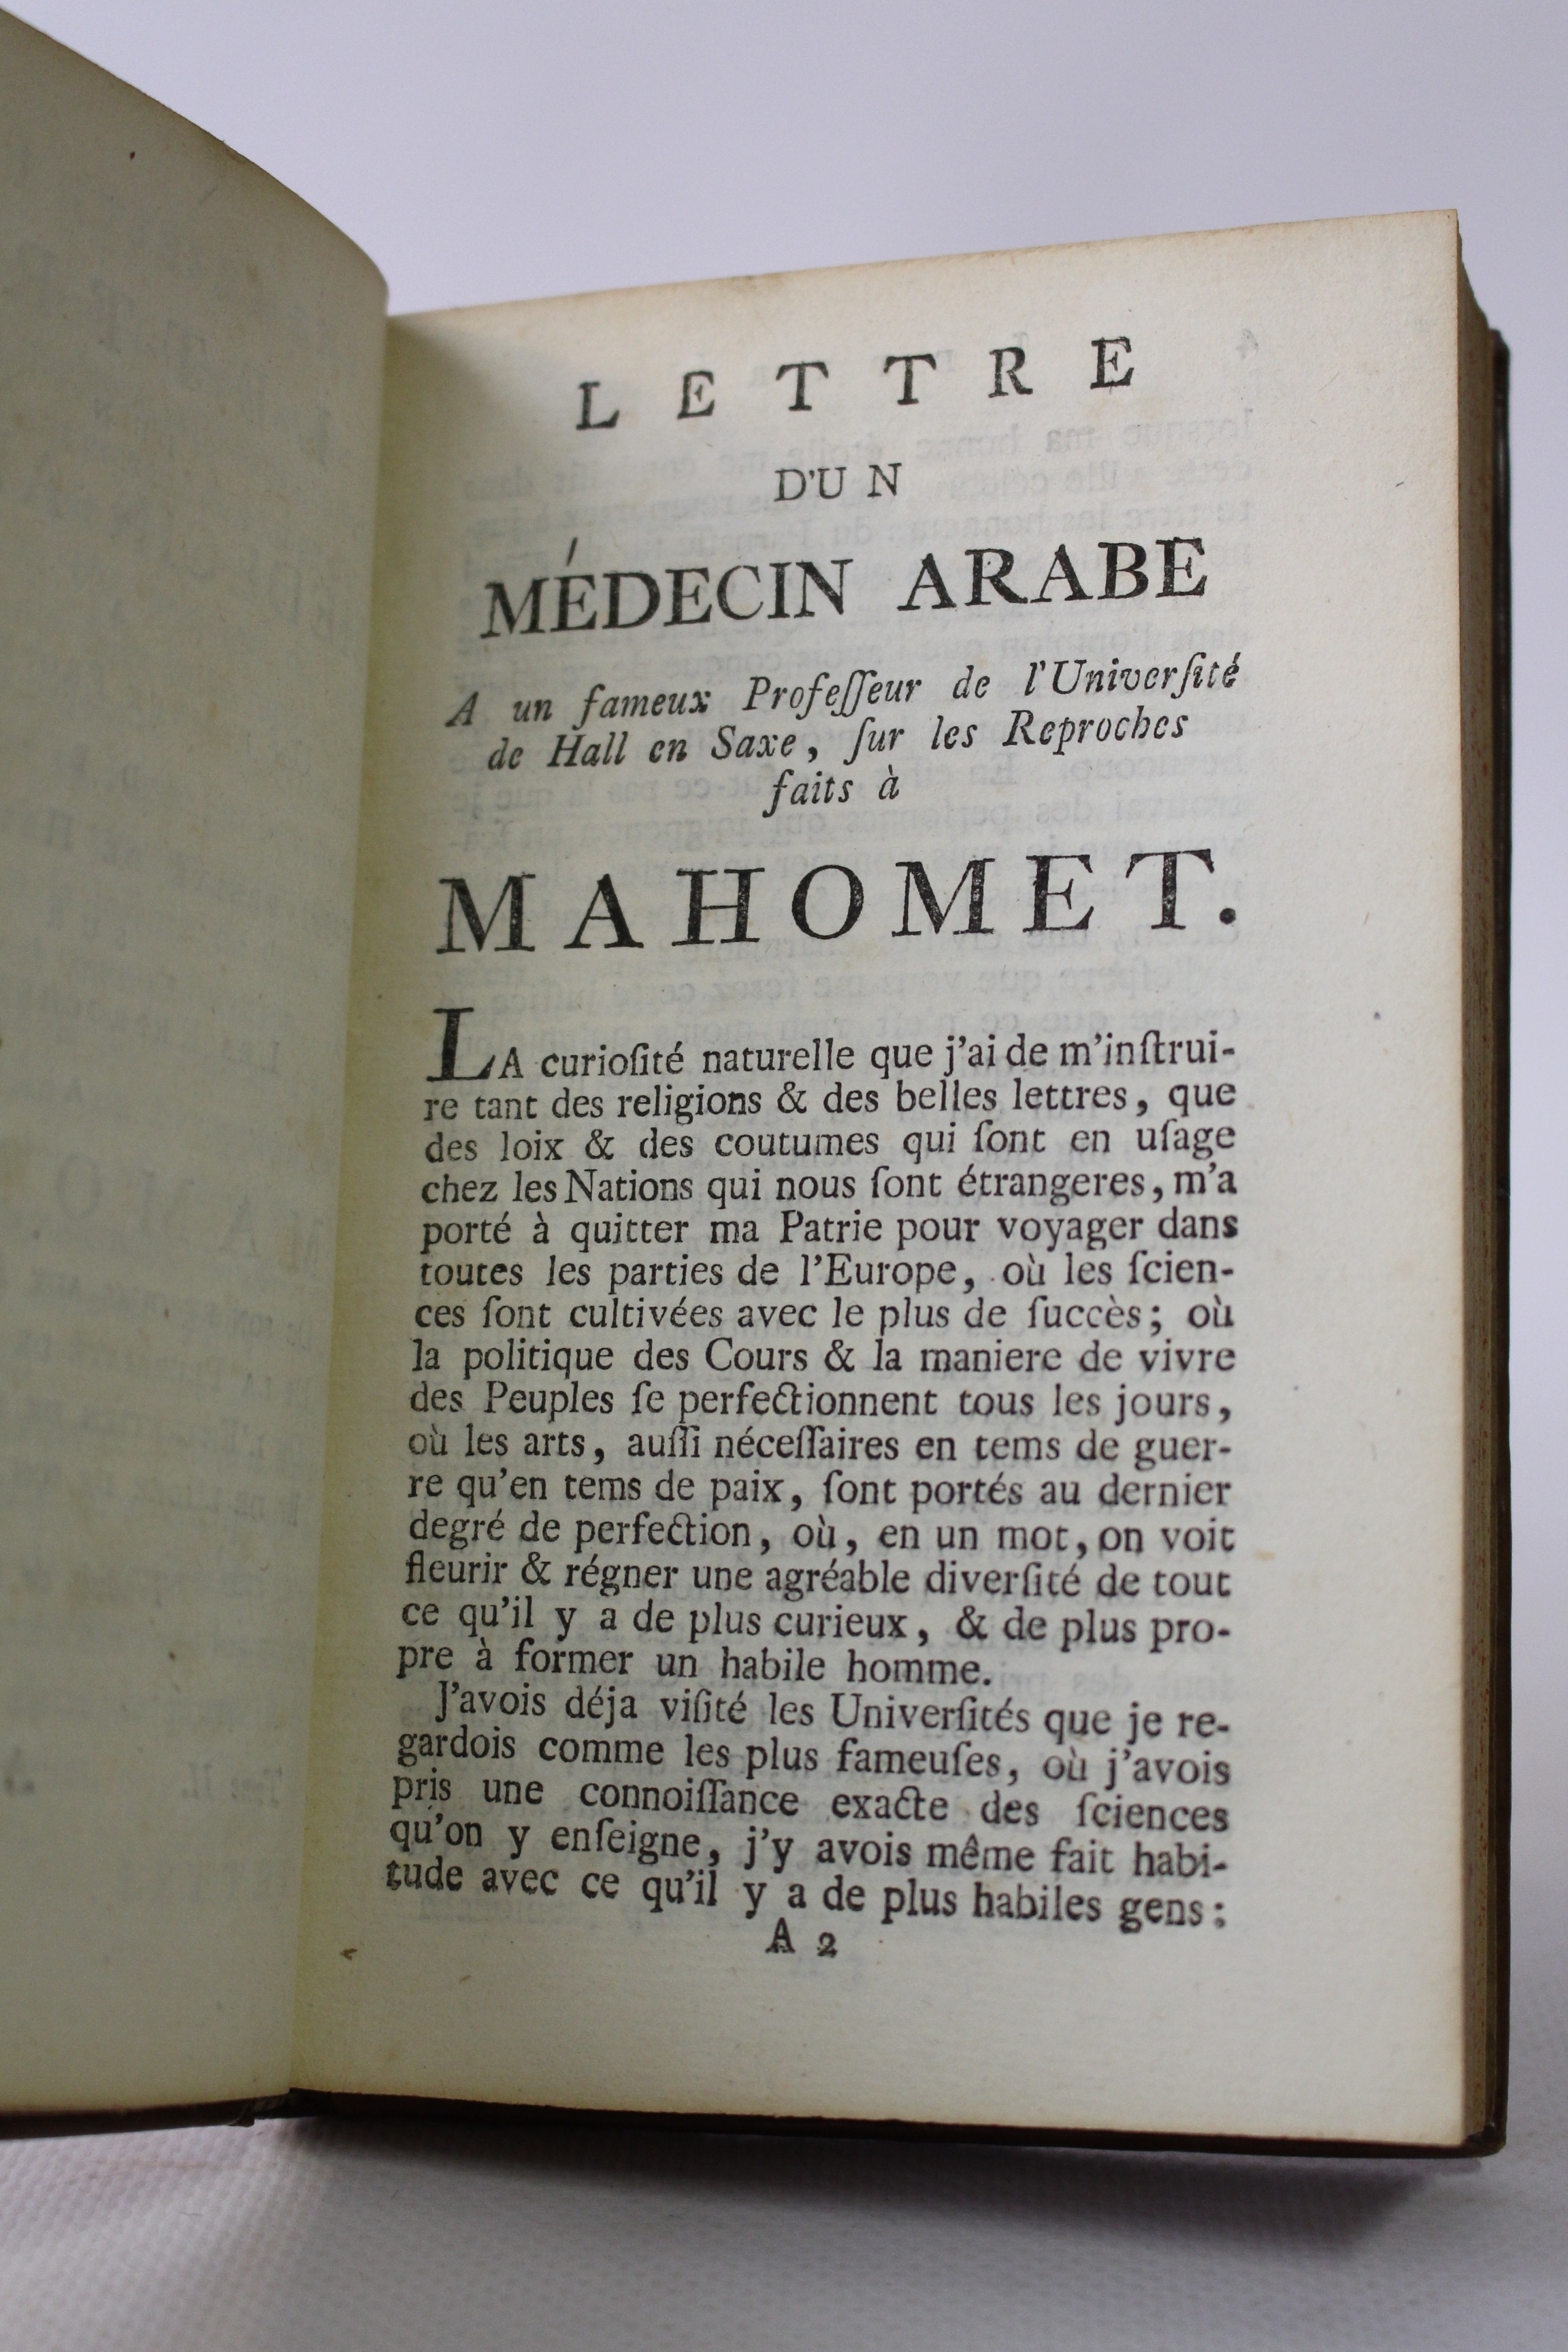 LETTRE
D'UN
MÉDECIN ARABE
A un fameux Profeſſeur de l'Univerſité
de Hall en Saxe, ſur les Reproches
faits à
MAHOMET.
LA curioſité naturelle que j'ai de m'inſtrui-
re tant des religions & des belles lettres, que
des loix & des coutumes qui ſont en uſage
chez les Nations qui nous ſont étrangeres, m'a
porté à quitter ma Patrie pour voyager dans
toutes les parties de l'Europe, où les ſcien-
ces ſont cultivées avec le plus de ſuccès; où
la politique des Cours & la maniere de vivre
des Peuples ſe perfectionnent tous les jours,
où les arts, auſſi néceſſaires en tems de guer-
re qu'en tems de paix, ſont portés au dernier
degré de perfection, où, en un mot, on voit
fleurir & régner une agréable diverſité de tout
ce qu'il y a de plus curieux, & de plus pro-
pre à former un habile homme.
J'avois déja viſité les Univerſités que je re-
gardois comme les plus fameuſes, où j'avois
pris une connoiſſance exacte des ſciences
qu'on y enſeigne, j'y avois même fait habi-
tude avec ce qu'il y a de plus habiles gens:
A 2